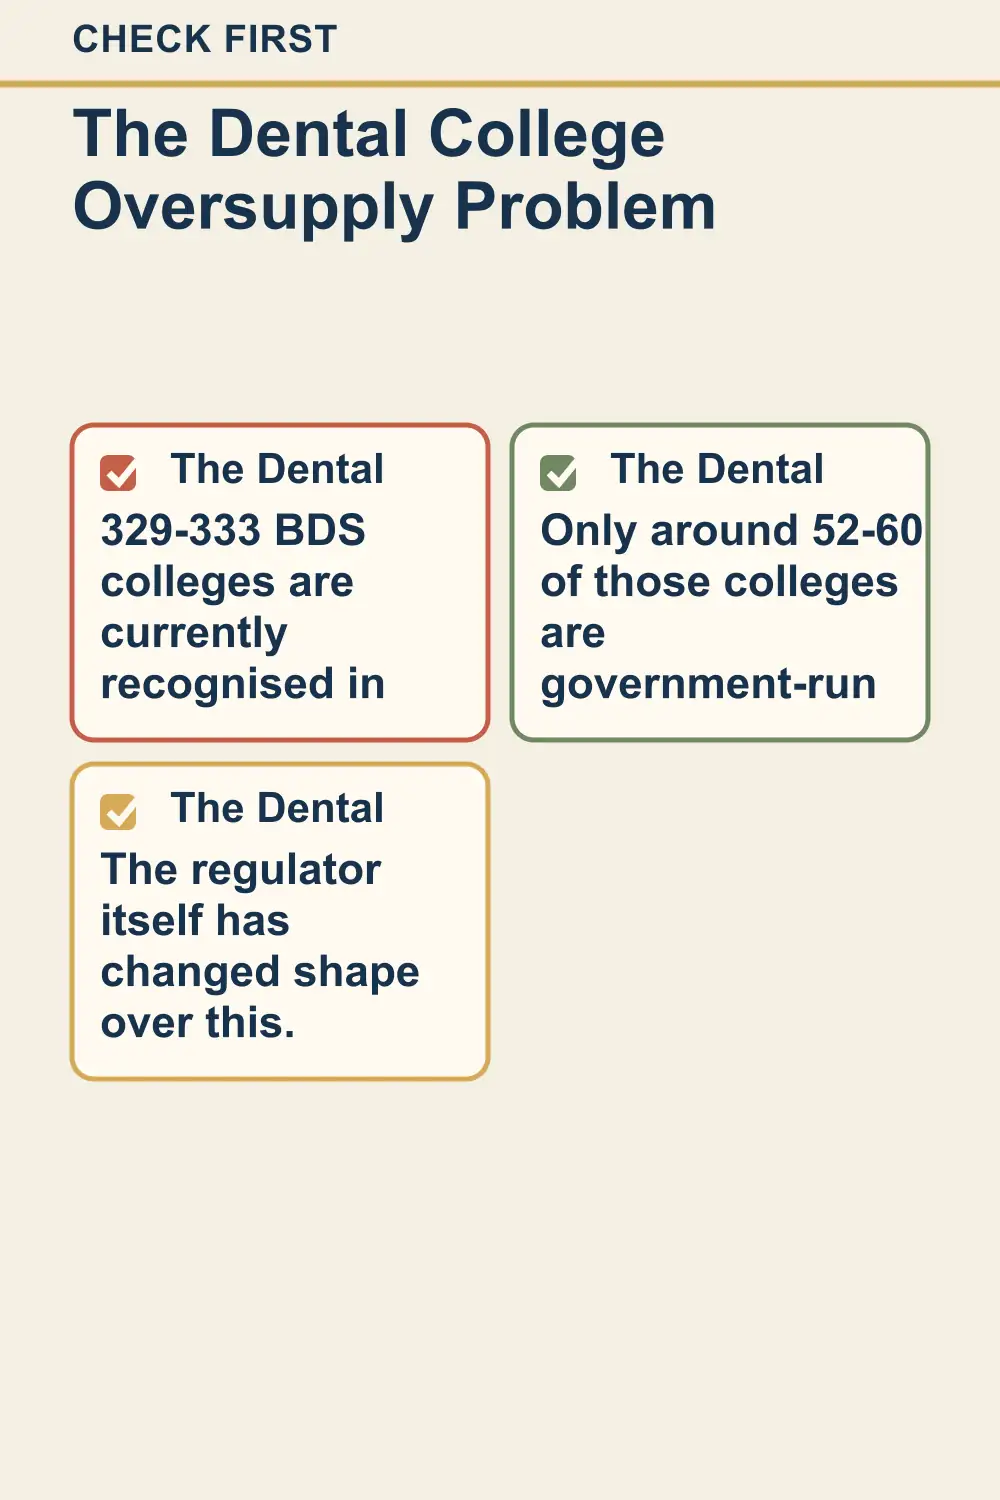 CHECK FIRST
The Dental College
Oversupply Problem
The Dental
329-333 BDS
colleges are
currently
recognised in
The Dental
Only around 52-60
of those colleges
are
government-run
The Dental
The regulator
itself has
changed shape
over this.